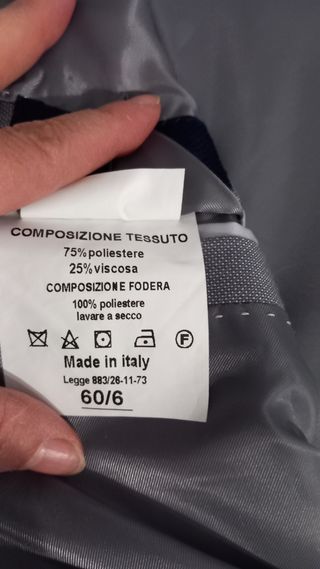 COMPOSIZIONE TESSUTO
75% poliestere
25% viscosa
COMPOSIZIONE FODERA
100% poliestere
lavare a secco
F
Made in italy
Legge 883/26-11-73
60/6